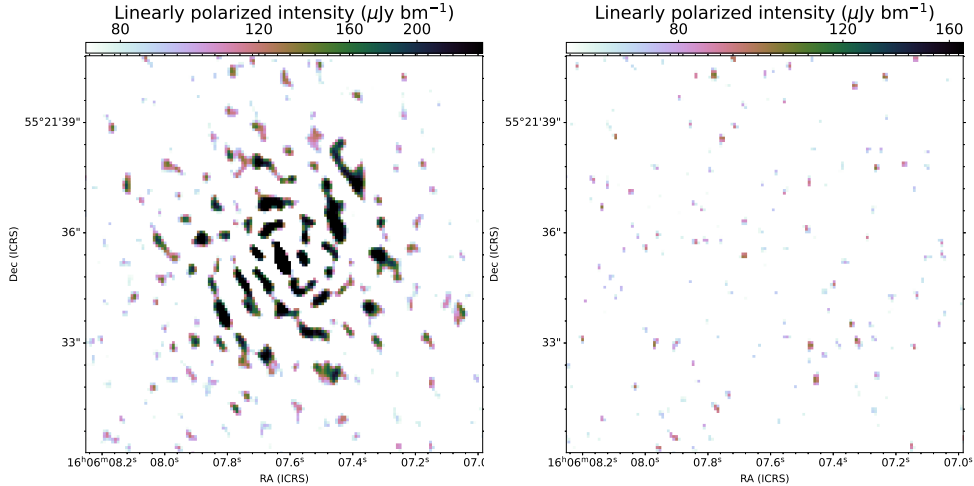 Linearly polarized intensity (μJy bm⁻¹)
80 120 160 200
55°21'39"
36"
33"
Dec (ICRS)
16ʰ06ᵐ08.2ˢ 08.0ˢ 07.8ˢ 07.6ˢ 07.4ˢ 07.2ˢ 07.0
RA (ICRS)
Linearly polarized intensity (μJy bm⁻¹)
80 120 160
55°21'39"
36"
33"
Dec (ICRS)
16ʰ06ᵐ08.2ˢ 08.0ˢ 07.8ˢ 07.6ˢ 07.4ˢ 07.2ˢ 07.0ˢ
RA (ICRS)